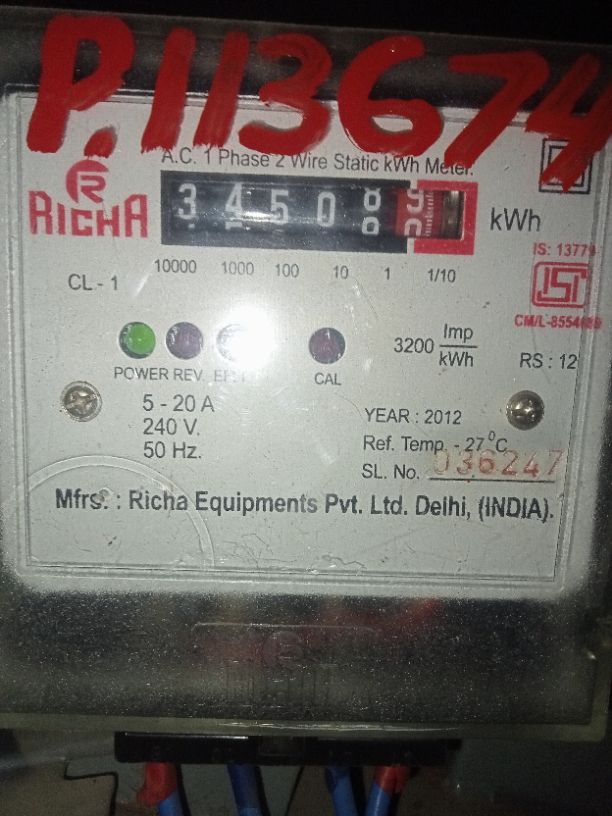 P.113674
A.C. 1 Phase 2 Wire Static kWh Meter.
R
RICHA
3 4 5 0 8 9 kWh
IS: 13779
CL - 1
10000 1000 100 10 1 1/10
ISI
3200 Imp/kWh
RS : 12
POWER REV.
CAL
5 - 20 A
240 V.
50 Hz.
YEAR : 2012
Ref. Temp. - 27°C
SL. No. 036247
Mfrs. : Richa Equipments Pvt. Ltd. Delhi, (INDIA).